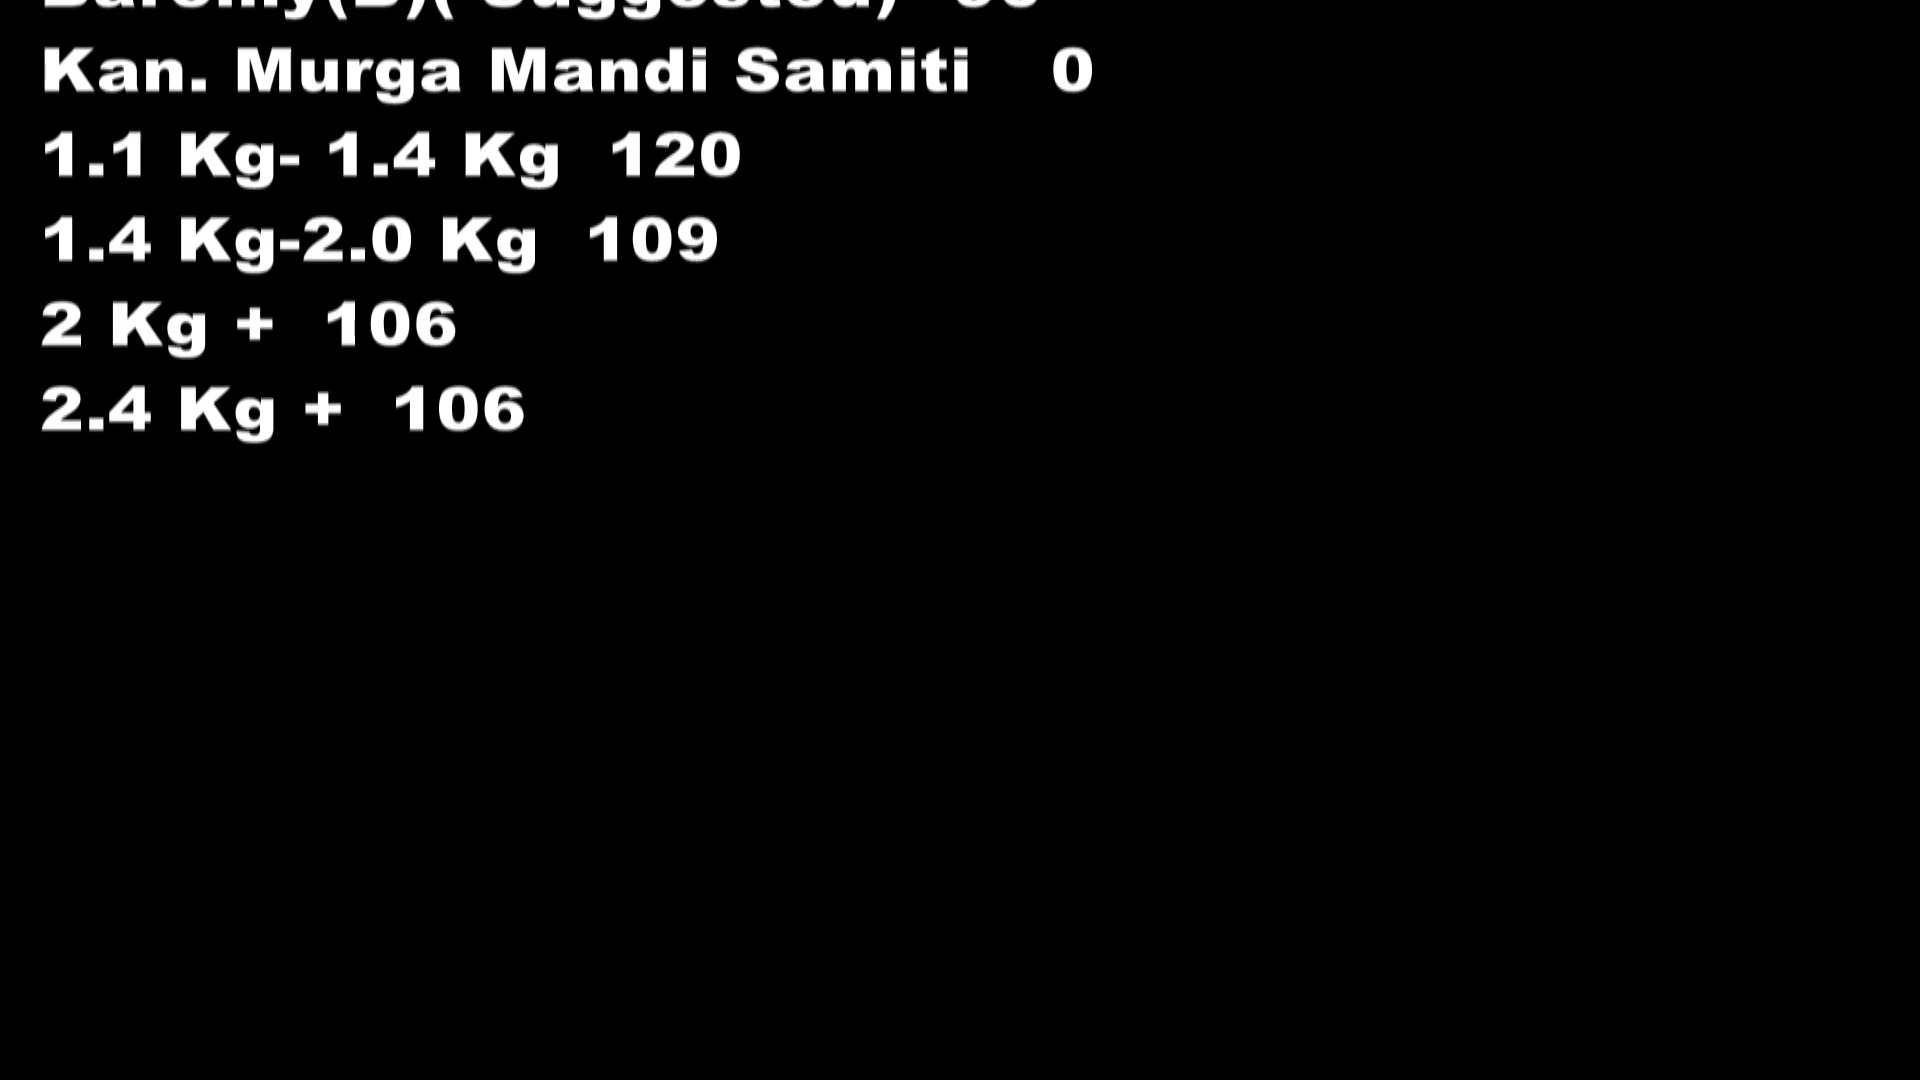 Suggested)
Kan. Murga Mandi Samiti 0
1.1 Kg- 1.4 Kg 120
1.4 Kg-2.0 Kg 109
2 Kg + 106
2.4 Kg + 106